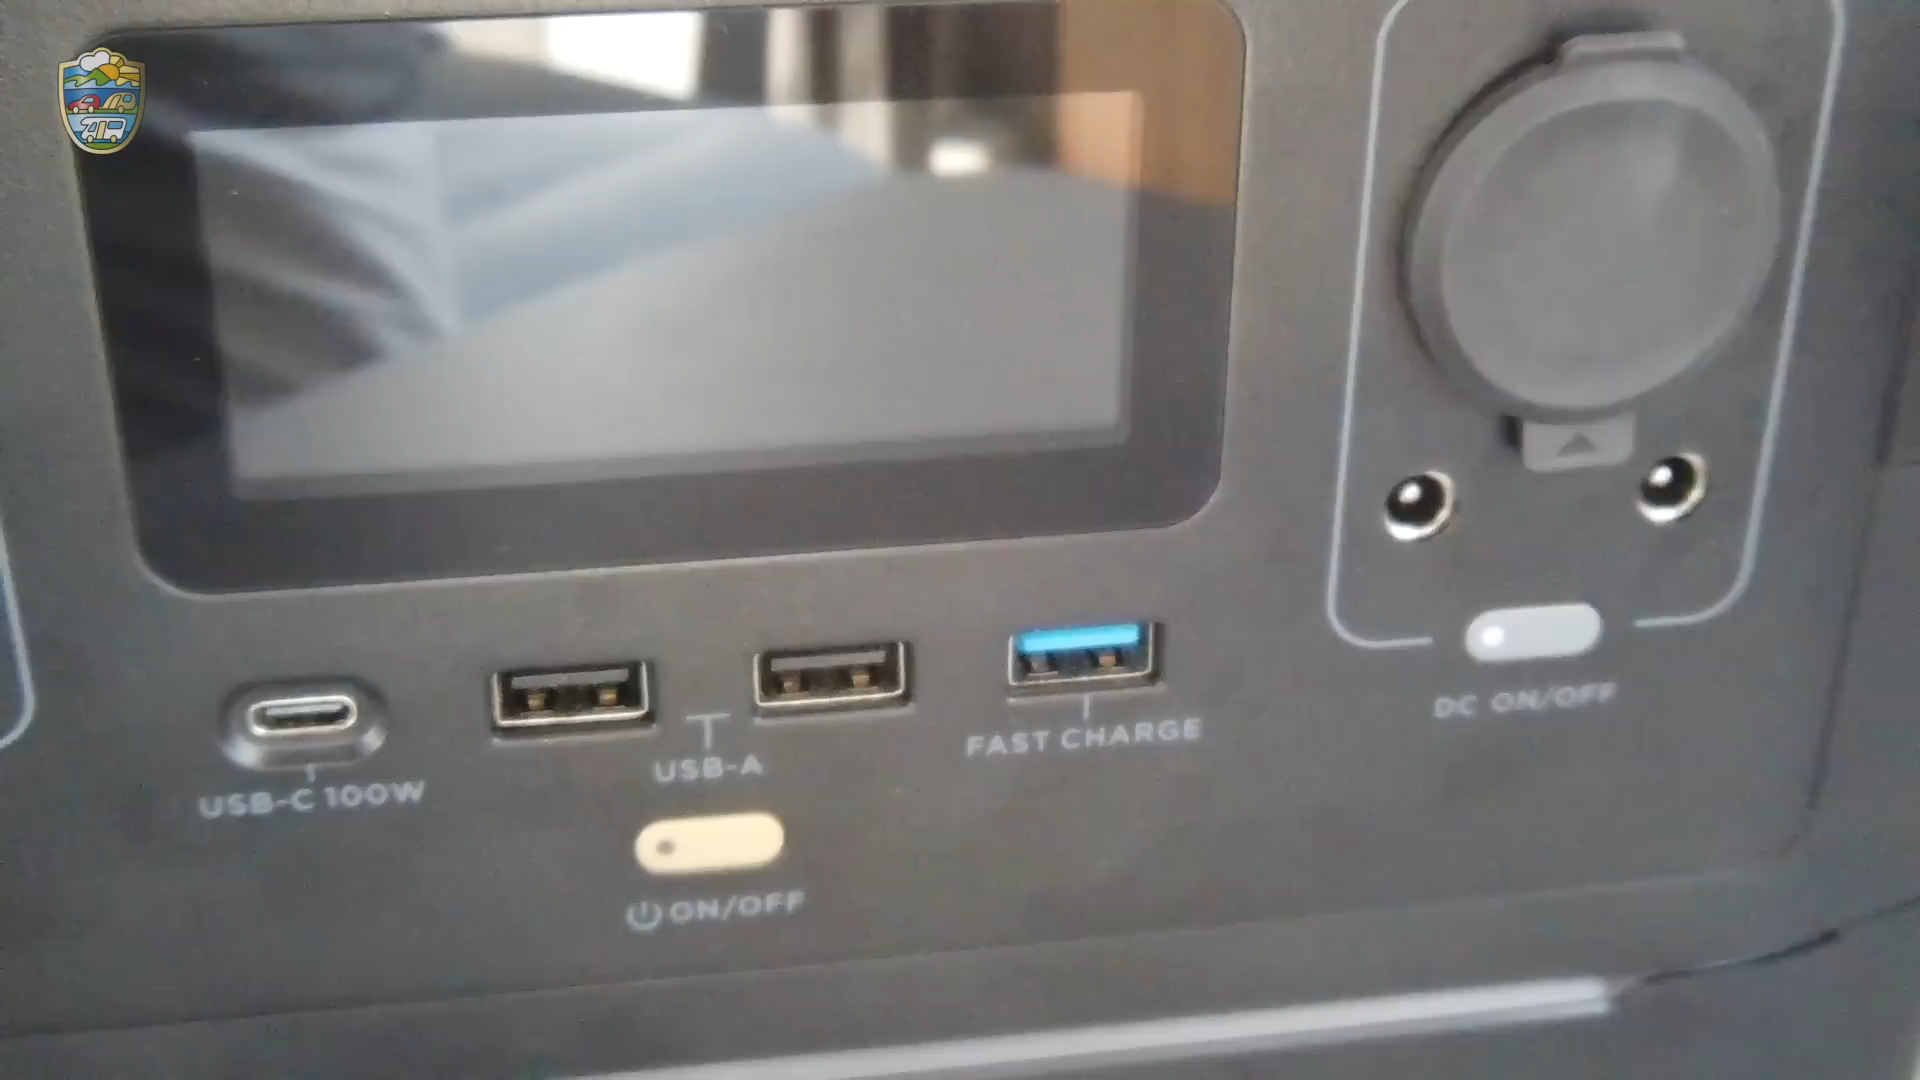 USB-C 100W
USB-A
FAST CHARGE
DC ON/OFF
ON/OFF